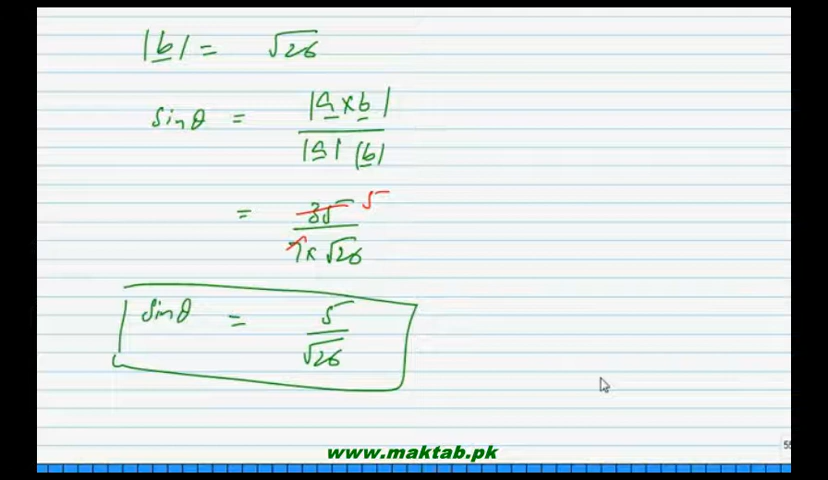 |b| = √26
sinθ = |a × b|
|a| |b|
= 35 5
7 × √26
sinθ = 5
√26
www.maktab.pk